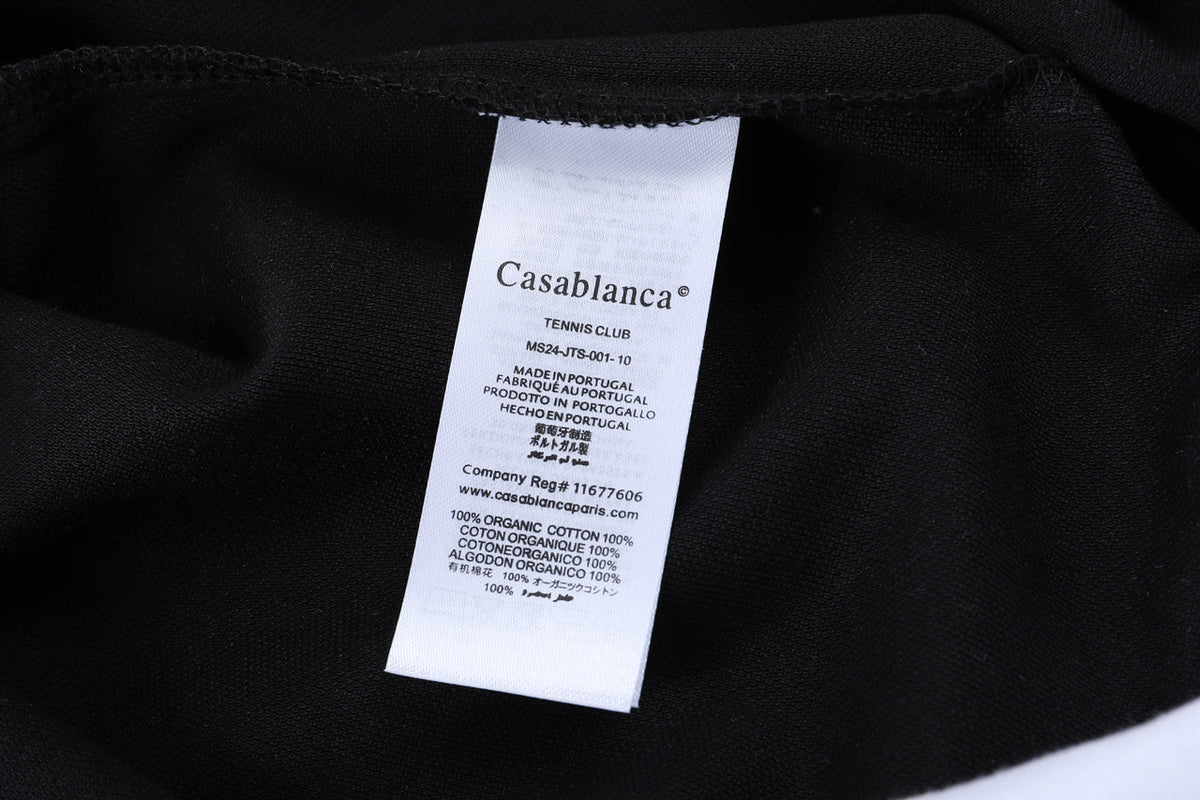 Casablanca©
TENNIS CLUB
MS24-JTS-001- 10
MADE IN PORTUGAL
FABRIQUÉ AU PORTUGAL
PRODOTTO IN PORTOGALLO
HECHO EN PORTUGAL
葡萄牙制造
ポルトガル製
Company Reg# 11677606
www.casablancaparis.com
100% ORGANIC COTTON 100%
COTON ORGANIQUE 100%
COTONEORGANICO 100%
ALGODON ORGANICO 100%
有机棉花 100% オーガニックコットン
100%